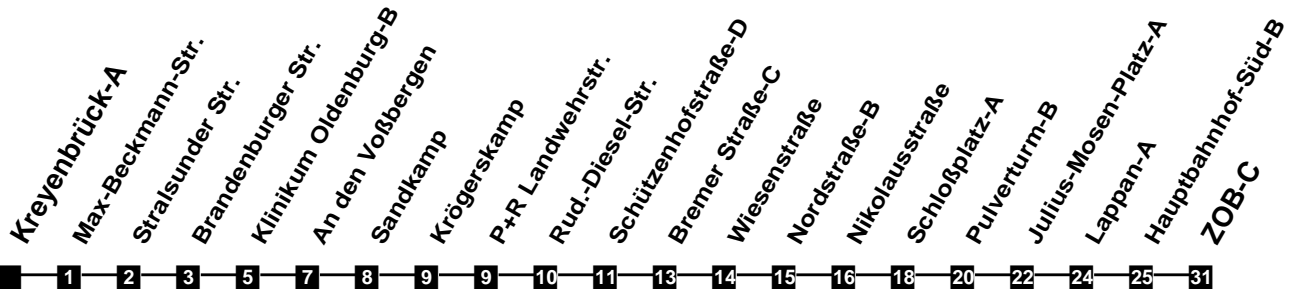 Kreyenbrück-A
Max-Beckmann-Str.
Stralsunder Str.
Brandenburger Str.
Klinikum Oldenburg-B
An den Voßbergen
Sandkamp
Krögerskamp
P+R Landwehrstr.
Rud.-Diesel-Str.
Schützenhofstraße-D
Bremer Straße-C
Wiesenstraße
Nordstraße-B
Nikolausstraße
Schloßplatz-A
Pulverturm-B
Julius-Mosen-Platz-A
Lappan-A
Hauptbahnhof-Süd-B
ZOB-C
1 2 3 5 7 8 9 9 10 11 13 14 15 16 18 20 22 24 25 31